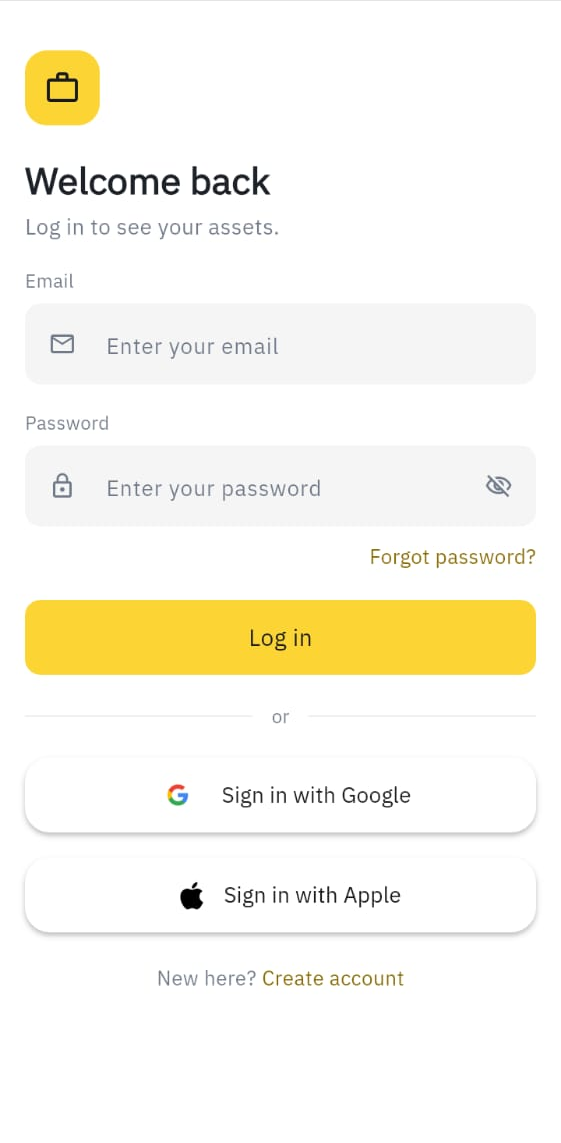 Welcome back
Log in to see your assets.
Email
Enter your email
Password
Enter your password
Forgot password?
Log in
or
Sign in with Google
Sign in with Apple
New here? Create account